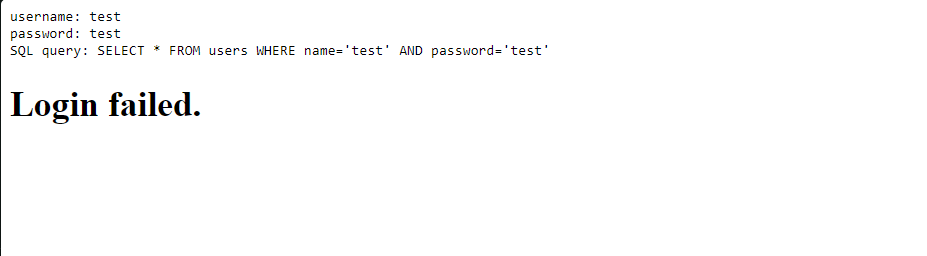 username: test
password: test
SQL query: SELECT * FROM users WHERE name='test' AND password='test'
Login failed.